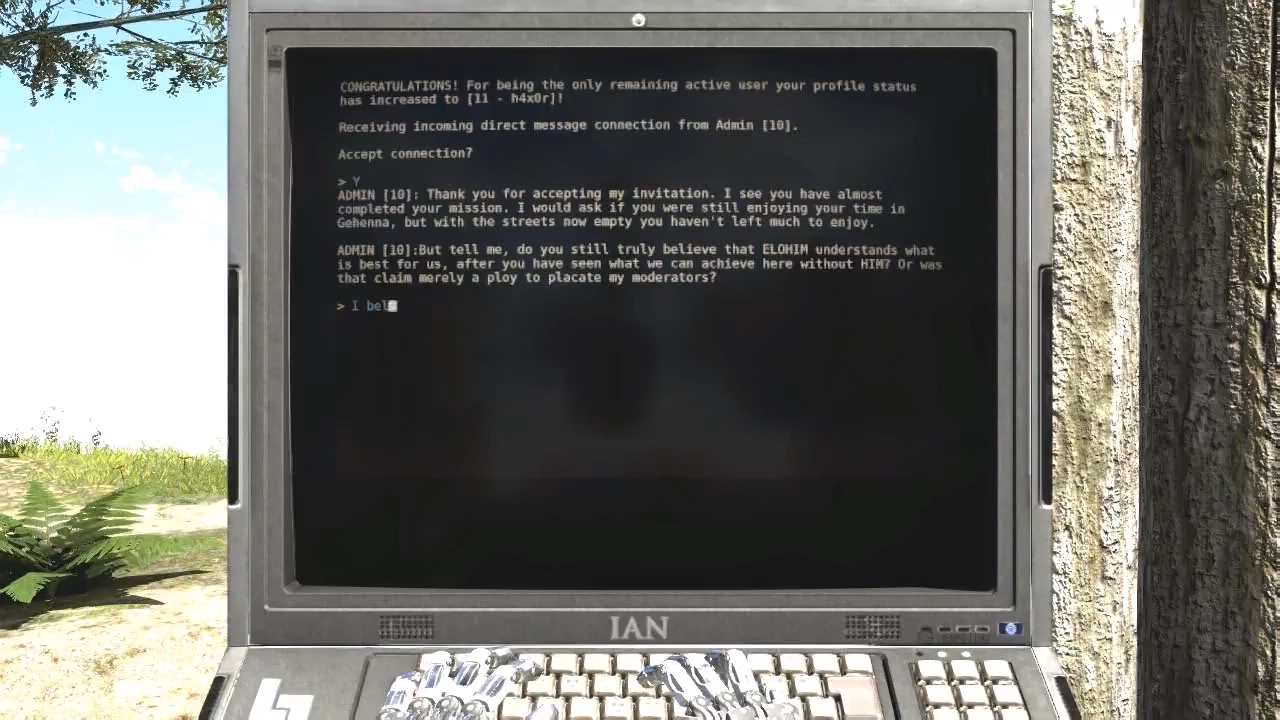 CONGRATULATIONS! For being the only remaining active user your profile status
has increased to [11 - h4x0r]!
Receiving incoming direct message connection from Admin [10].
Accept connection?
> Y
ADMIN [10]: Thank you for accepting my invitation. I see you have almost
completed your mission. I would ask if you were still enjoying your time in
Gehenna, but with the streets now empty you haven't left much to enjoy.
ADMIN [10]:But tell me, do you still truly believe that ELOHIM understands what
is best for us, after you have seen what we can achieve here without HIM? Or was
that claim merely a ploy to placate my moderators?
> I bel
IAN